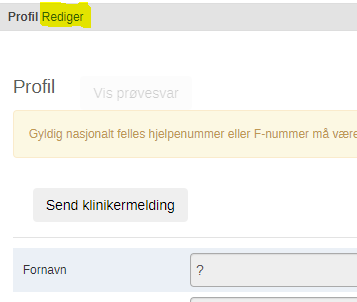 Profil Rediger
Profil
Vis prøvesvar
Gyldig nasjonalt felles hjelpenummer eller F-nummer må være
Send klinikermelding
Fornavn
?